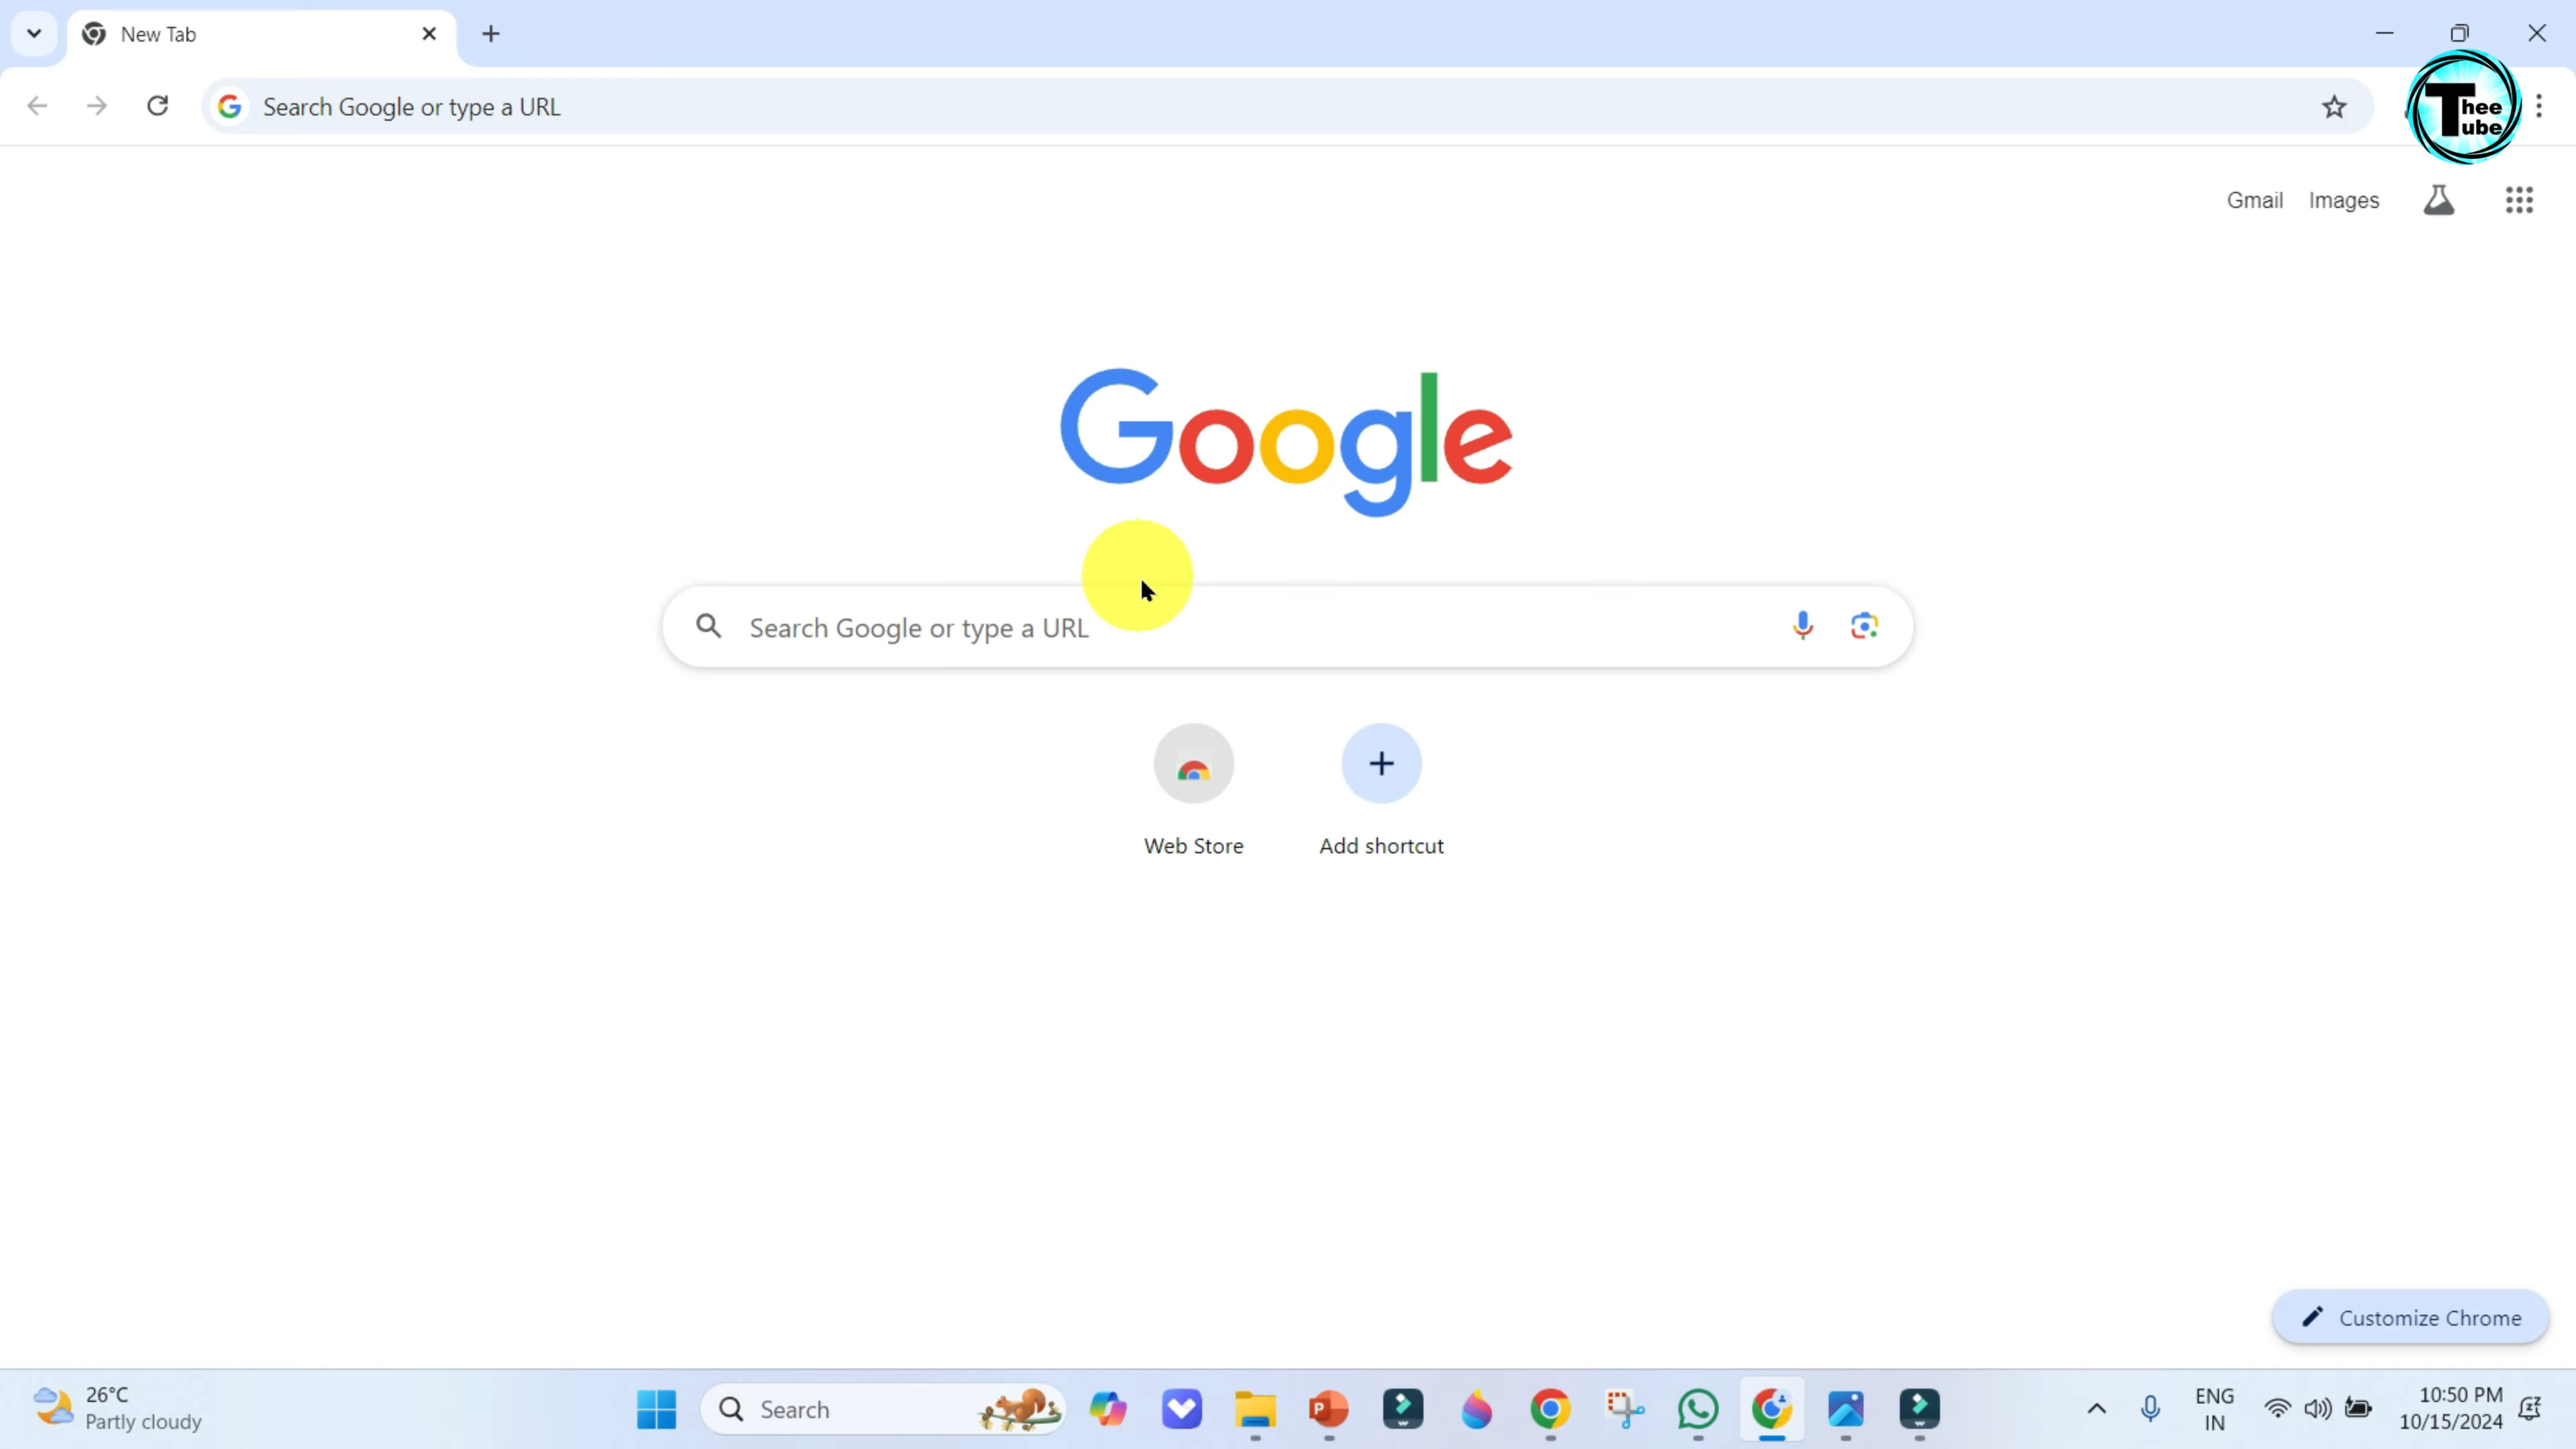 New Tab
Search Google or type a URL
Thee
Tube
Gmail Images
Google
Search Google or type a URL
Web Store Add shortcut
Customize Chrome
26°C
Partly cloudy
Search
ENG
IN
10:50 PM
10/15/2024